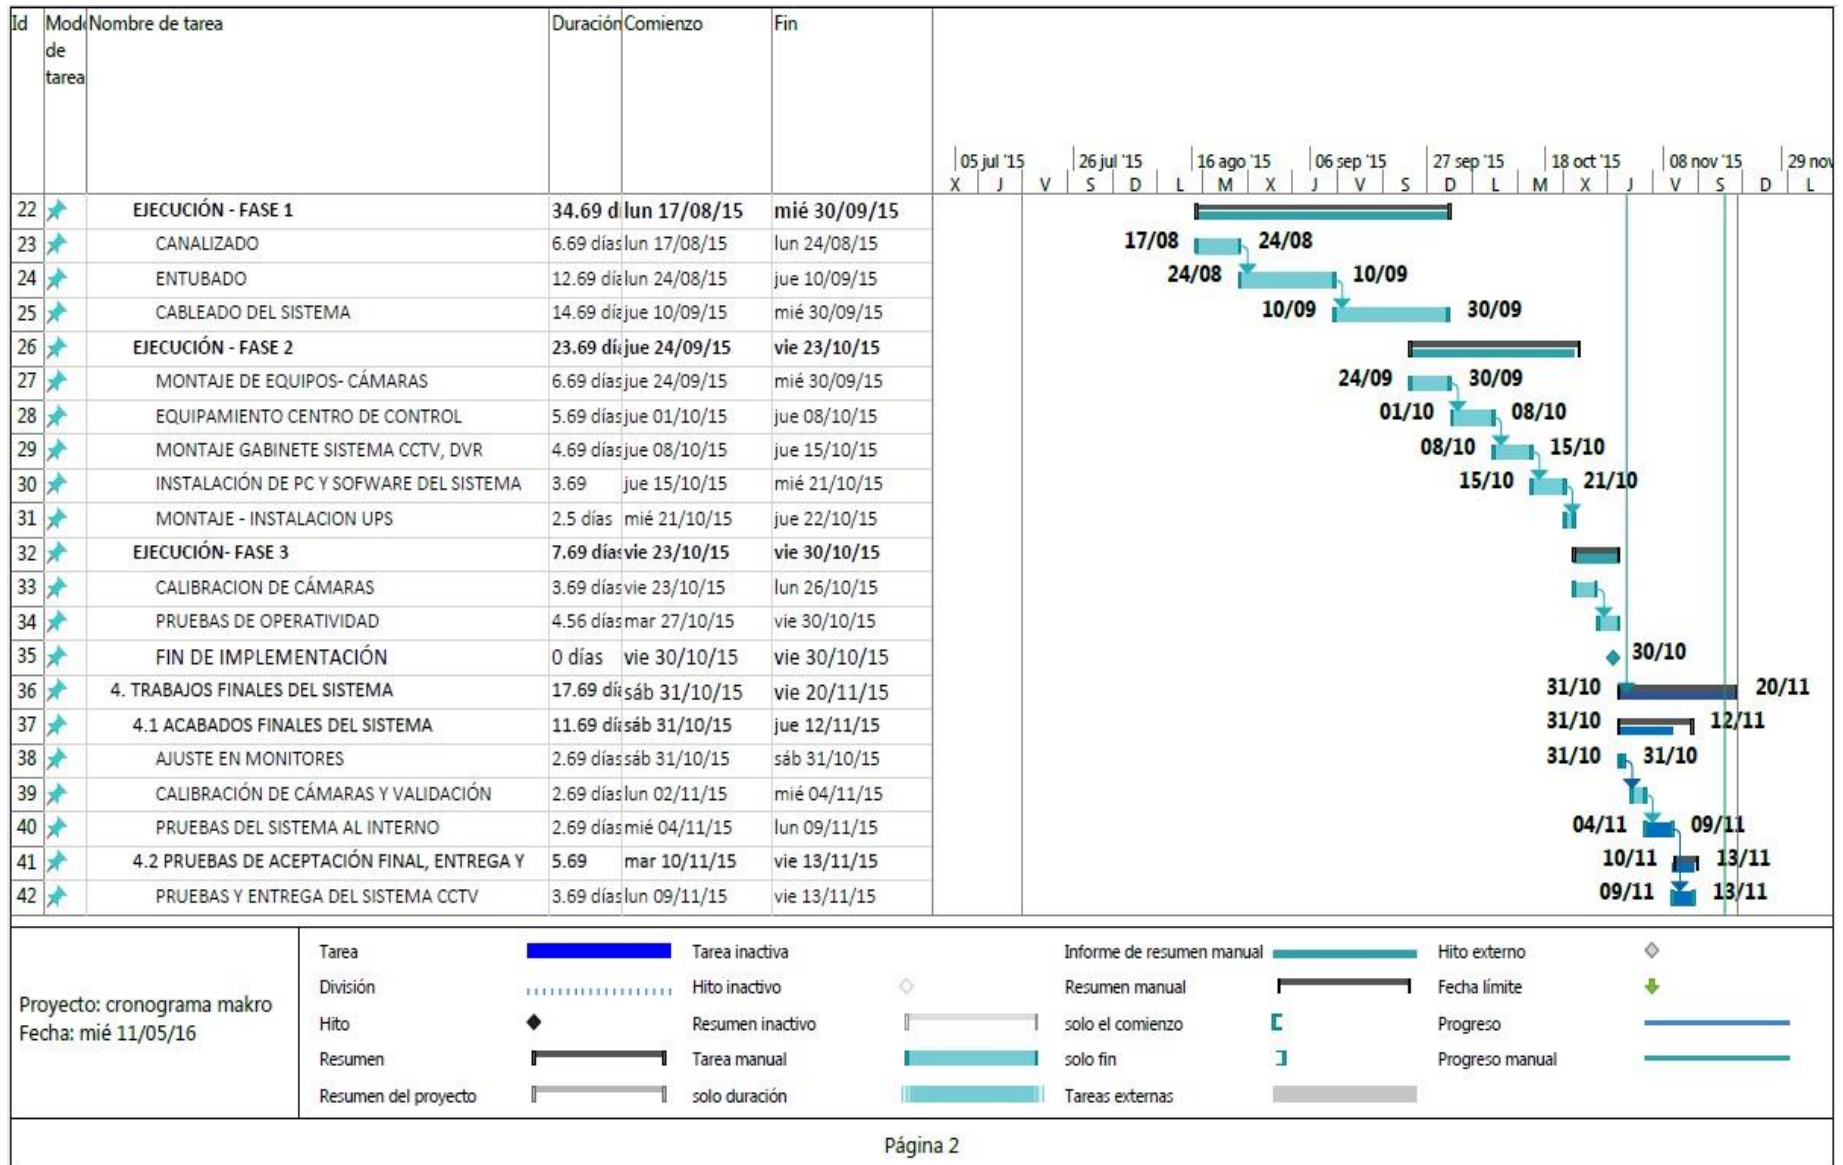 Id Modo Nombre de tarea Duración Comienzo Fin
de
tarea
05 jul '15 26 jul '15 16 ago '15 06 sep '15 27 sep '15 18 oct '15 08 nov '15 29 nov
X J V S D L M X J V S D L M X J V S D L
22 EJECUCIÓN - FASE 1 34.69 dí lun 17/08/15 mié 30/09/15
23 CANALIZADO 6.69 días lun 17/08/15 lun 24/08/15 17/08 24/08
24 ENTUBADO 12.69 día lun 24/08/15 jue 10/09/15 24/08 10/09
25 CABLEADO DEL SISTEMA 14.69 día jue 10/09/15 mié 30/09/15 10/09 30/09
26 EJECUCIÓN - FASE 2 23.69 día jue 24/09/15 vie 23/10/15
27 MONTAJE DE EQUIPOS- CÁMARAS 6.69 días jue 24/09/15 mié 30/09/15 24/09 30/09
28 EQUIPAMIENTO CENTRO DE CONTROL 5.69 días jue 01/10/15 jue 08/10/15 01/10 08/10
29 MONTAJE GABINETE SISTEMA CCTV, DVR 4.69 días jue 08/10/15 jue 15/10/15 08/10 15/10
30 INSTALACIÓN DE PC Y SOFWARE DEL SISTEMA 3.69 jue 15/10/15 mié 21/10/15 15/10 21/10
31 MONTAJE - INSTALACION UPS 2.5 días mié 21/10/15 jue 22/10/15
32 EJECUCIÓN- FASE 3 7.69 días vie 23/10/15 vie 30/10/15
33 CALIBRACION DE CÁMARAS 3.69 días vie 23/10/15 lun 26/10/15
34 PRUEBAS DE OPERATIVIDAD 4.56 días mar 27/10/15 vie 30/10/15
35 FIN DE IMPLEMENTACIÓN 0 días vie 30/10/15 vie 30/10/15 30/10
36 4. TRABAJOS FINALES DEL SISTEMA 17.69 día sáb 31/10/15 vie 20/11/15 31/10 20/11
37 4.1 ACABADOS FINALES DEL SISTEMA 11.69 día sáb 31/10/15 jue 12/11/15 31/10 12/11
38 AJUSTE EN MONITORES 2.69 días sáb 31/10/15 sáb 31/10/15 31/10 31/10
39 CALIBRACIÓN DE CÁMARAS Y VALIDACIÓN 2.69 días lun 02/11/15 mié 04/11/15
40 PRUEBAS DEL SISTEMA AL INTERNO 2.69 días mié 04/11/15 lun 09/11/15 04/11 09/11
41 4.2 PRUEBAS DE ACEPTACIÓN FINAL, ENTREGA Y 5.69 mar 10/11/15 vie 13/11/15 10/11 13/11
42 PRUEBAS Y ENTREGA DEL SISTEMA CCTV 3.69 días lun 09/11/15 vie 13/11/15 09/11 13/11
Proyecto: cronograma makro
Fecha: mié 11/05/16
Tarea Tarea inactiva Informe de resumen manual Hito externo
División Hito inactivo Resumen manual Fecha límite
Hito Resumen inactivo solo el comienzo Progreso
Resumen Tarea manual solo fin Progreso manual
Resumen del proyecto solo duración Tareas externas
Página 2